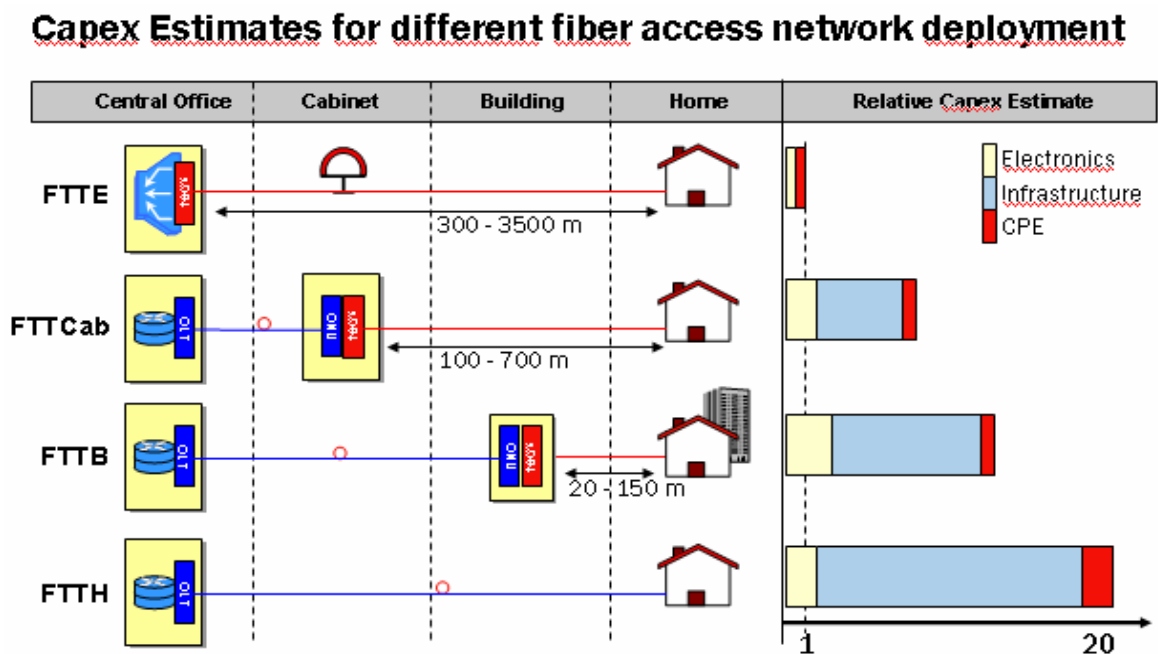 Capex Estimates for different fiber access network deployment
Central Office Cabinet Building Home Relative Capex Estimate
FTTE
300 - 3500 m
Electronics
Infrastructure
CPE
FTTCab
OLT
ONU
100 - 700 m
FTTB
OLT
ONU
20 - 150 m
FTTH
OLT
1 20